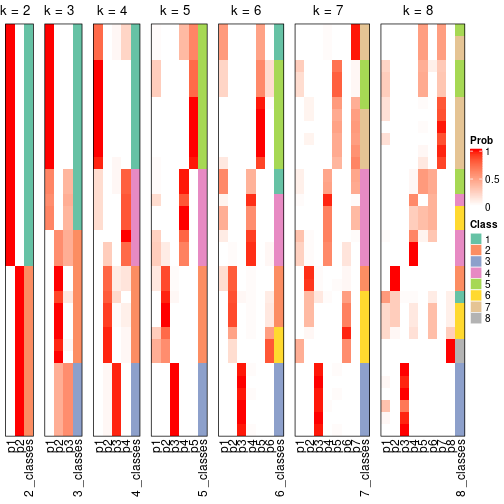 k = 2 k = 3 k = 4 k = 5 k = 6 k = 7 k = 8
Prob
1
0.5
0
Class
1
2
3
4
5
6
7
8
p1 p2 2_classes p1 p2 p3 3_classes p1 p2 p3 p4 4_classes p1 p2 p3 p4 p5 5_classes p1 p2 p3 p4 p5 p6 6_classes p1 p2 p3 p4 p5 p6 p7 7_classes p1 p2 p3 p4 p5 p6 p7 p8 8_classes